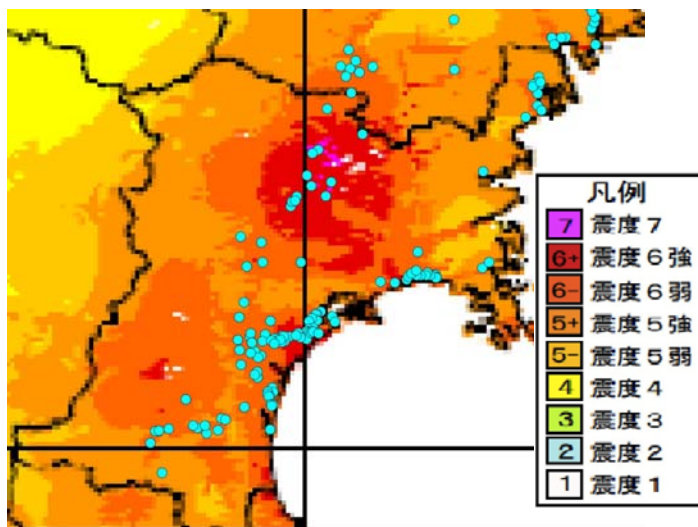 凡例
7 震度7
6+ 震度6強
6- 震度6弱
5+ 震度5強
5- 震度5弱
4 震度4
3 震度3
2 震度2
1 震度1